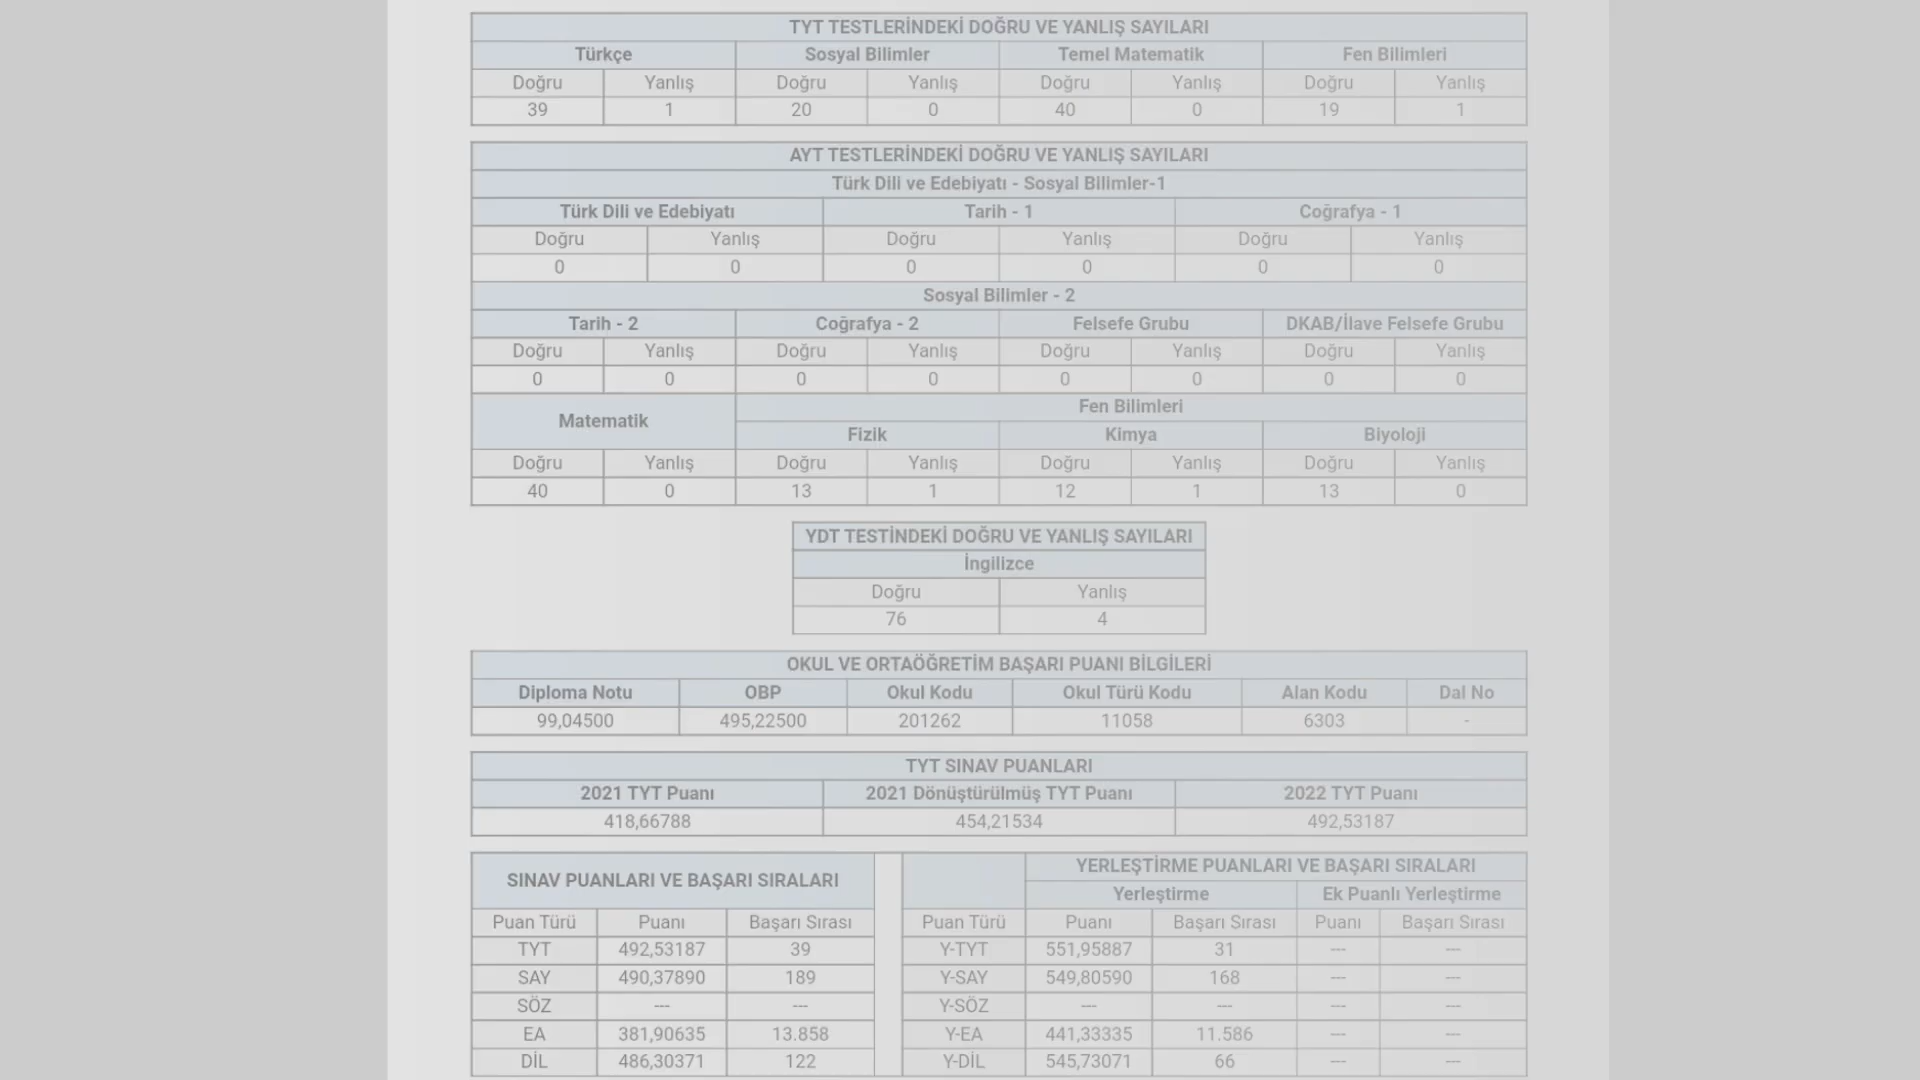 TYT TESTLERİNDEKİ DOĞRU VE YANLIŞ SAYILARI
Türkçe Sosyal Bilimler Temel Matematik Fen Bilimleri
Doğru Yanlış Doğru Yanlış Doğru Yanlış Doğru Yanlış
39 1 20 0 40 0 19 1
AYT TESTLERİNDEKİ DOĞRU VE YANLIŞ SAYILARI
Türk Dili ve Edebiyatı - Sosyal Bilimler-1
Türk Dili ve Edebiyatı Tarih - 1 Coğrafya - 1
Doğru Yanlış Doğru Yanlış Doğru Yanlış
0 0 0 0 0 0
Sosyal Bilimler - 2
Tarih - 2 Coğrafya - 2 Felsefe Grubu DKAB/İlave Felsefe Grubu
Doğru Yanlış Doğru Yanlış Doğru Yanlış Doğru Yanlış
0 0 0 0 0 0 0 0
Matematik Fen Bilimleri
Fizik Kimya Biyoloji
Doğru Yanlış Doğru Yanlış Doğru Yanlış Doğru Yanlış
40 0 13 1 12 1 13 0
YDT TESTİNDEKİ DOĞRU VE YANLIŞ SAYILARI
İngilizce
Doğru Yanlış
76 4
OKUL VE ORTAÖĞRETİM BAŞARI PUANI BİLGİLERİ
Diploma Notu OBP Okul Kodu Okul Türü Kodu Alan Kodu Dal No
99,04500 495,22500 201262 11058 6303 -
TYT SINAV PUANLARI
2021 TYT Puanı 2021 Dönüştürülmüş TYT Puanı 2022 TYT Puanı
418,66788 454,21534 492,53187
SINAV PUANLARI VE BAŞARI SIRALARI YERLEŞTİRME PUANLARI VE BAŞARI SIRALARI
Yerleştirme Ek Puanlı Yerleştirme
Puan Türü Puanı Başarı Sırası Puan Türü Puanı Başarı Sırası Puanı Başarı Sırası
TYT 492,53187 39 Y-TYT 551,95887 31 --- ---
SAY 490,37890 189 Y-SAY 549,80590 168 --- ---
SÖZ --- --- Y-SÖZ --- --- --- ---
EA 381,90635 13.858 Y-EA 441,33335 11.586 --- ---
DİL 486,30371 122 Y-DİL 545,73071 66 --- ---